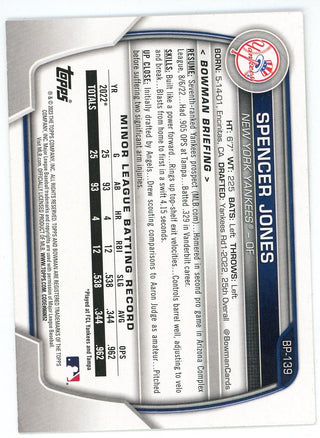 BP-139
SPENCER JONES
NEW YORK YANKEES® — OF
Yankees
HT: 6'7" WT: 225 BATS: Left THROWS: Left
BORN: 5-14-01, Encinitas, CA DRAFTED: Yankees Rd1-2022, 25th Overall
@BowmanCards
< BOWMAN BRIEFING >
RESUME: Seventh-ranked Yankees prospect (MLB.com)... Homered in second pro game in Arizona Complex
League, 8/6/22...Had .905 OPS at Tampa...Batted .329 in Vanderbilt career.
SKILLS: Built like a power forward...Rings up top-shelf exit velocities...Controls barrel well, adjusting to velo
and break...Blasts from home to first in a swift 4.15 seconds.
UP CLOSE: Initially drafted by Angels...Drew scouting comparisons to Aaron Judge as amateur...Pitched
before suffering two significant arm injuries.
MINOR LEAGUE BATTING RECORD
YR G AB HR RBI SLG AVG OPS
2022* 25 93 4 12 .538 .344 .962
TOTALS 25 93 4 12 .538 .344 .962
*Played at FCL Yankees and Tampa
topps